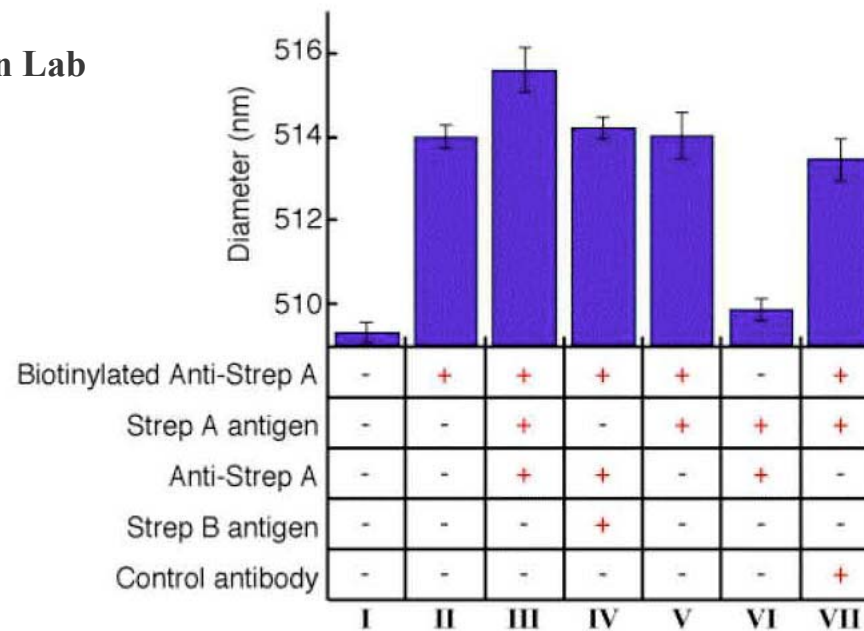 n Lab
Diameter (nm)
516
514
512
510
Biotinylated Anti-Strep A - + + + + - +
Strep A antigen - - + - + + +
Anti-Strep A - - + + - + -
Strep B antigen - - - + - - -
Control antibody - - - - - - +
I II III IV V VI VII